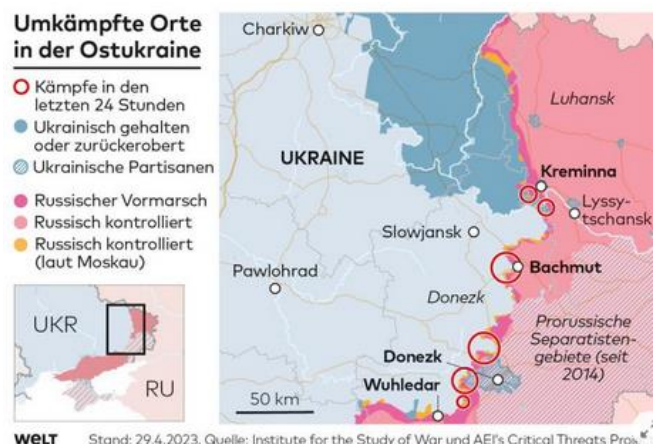 Umkämpfte Orte
in der Ostukraine
Kämpfe in den
letzten 24 Stunden
Ukrainisch gehalten
oder zurückerobert
Ukrainische Partisanen
Russischer Vormarsch
Russisch kontrolliert
Russisch kontrolliert
(laut Moskau)
UKR
RU
Charkiw
Luhansk
UKRAINE
Kreminna
Lyssy-
tschansk
Slowjansk
Pawlohrad
Bachmut
Donezk
Prorussische
Separatisten-
gebiete (seit
2014)
Donezk
Wuhledar
50 km
WELT Stand: 29.4.2023, Quelle: Institute for the Study of War und AEI's Critical Threats